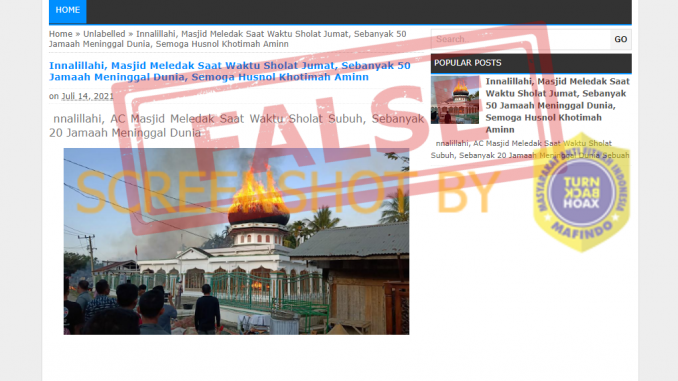 HOME
Home » Unlabelled » Innalillahi, Masjid Meledak Saat Waktu Sholat Jumat, Sebanyak 50
Jamaah Meninggal Dunia, Semoga Husnol Khotimah Aminn
Search...
GO
Innalillahi, Masjid Meledak Saat Waktu Sholat Jumat, Sebanyak 50
Jamaah Meninggal Dunia, Semoga Husnol Khotimah Aminn
on Juli 14, 2021
nnalillahi, AC Masjid Meledak Saat Waktu Sholat Subuh, Sebanyak
20 Jamaah Meninggal Dunia
POPULAR POSTS
Innalillahi, Masjid Meledak Saat
Waktu Sholat Jumat, Sebanyak
50 Jamaah Meninggal Dunia,
Semoga Husnol Khotimah
Aminn
nnalillahi, AC Masjid Meledak Saat Waktu Sholat
Subuh, Sebanyak 20 Jamaah Meninggal Dunia Sebuah
FALSE
SCREENSHOT BY
MASYARAKAT ANTI FITNAH INDONESIA
TURN
BACK
HOAX
MAFINDO